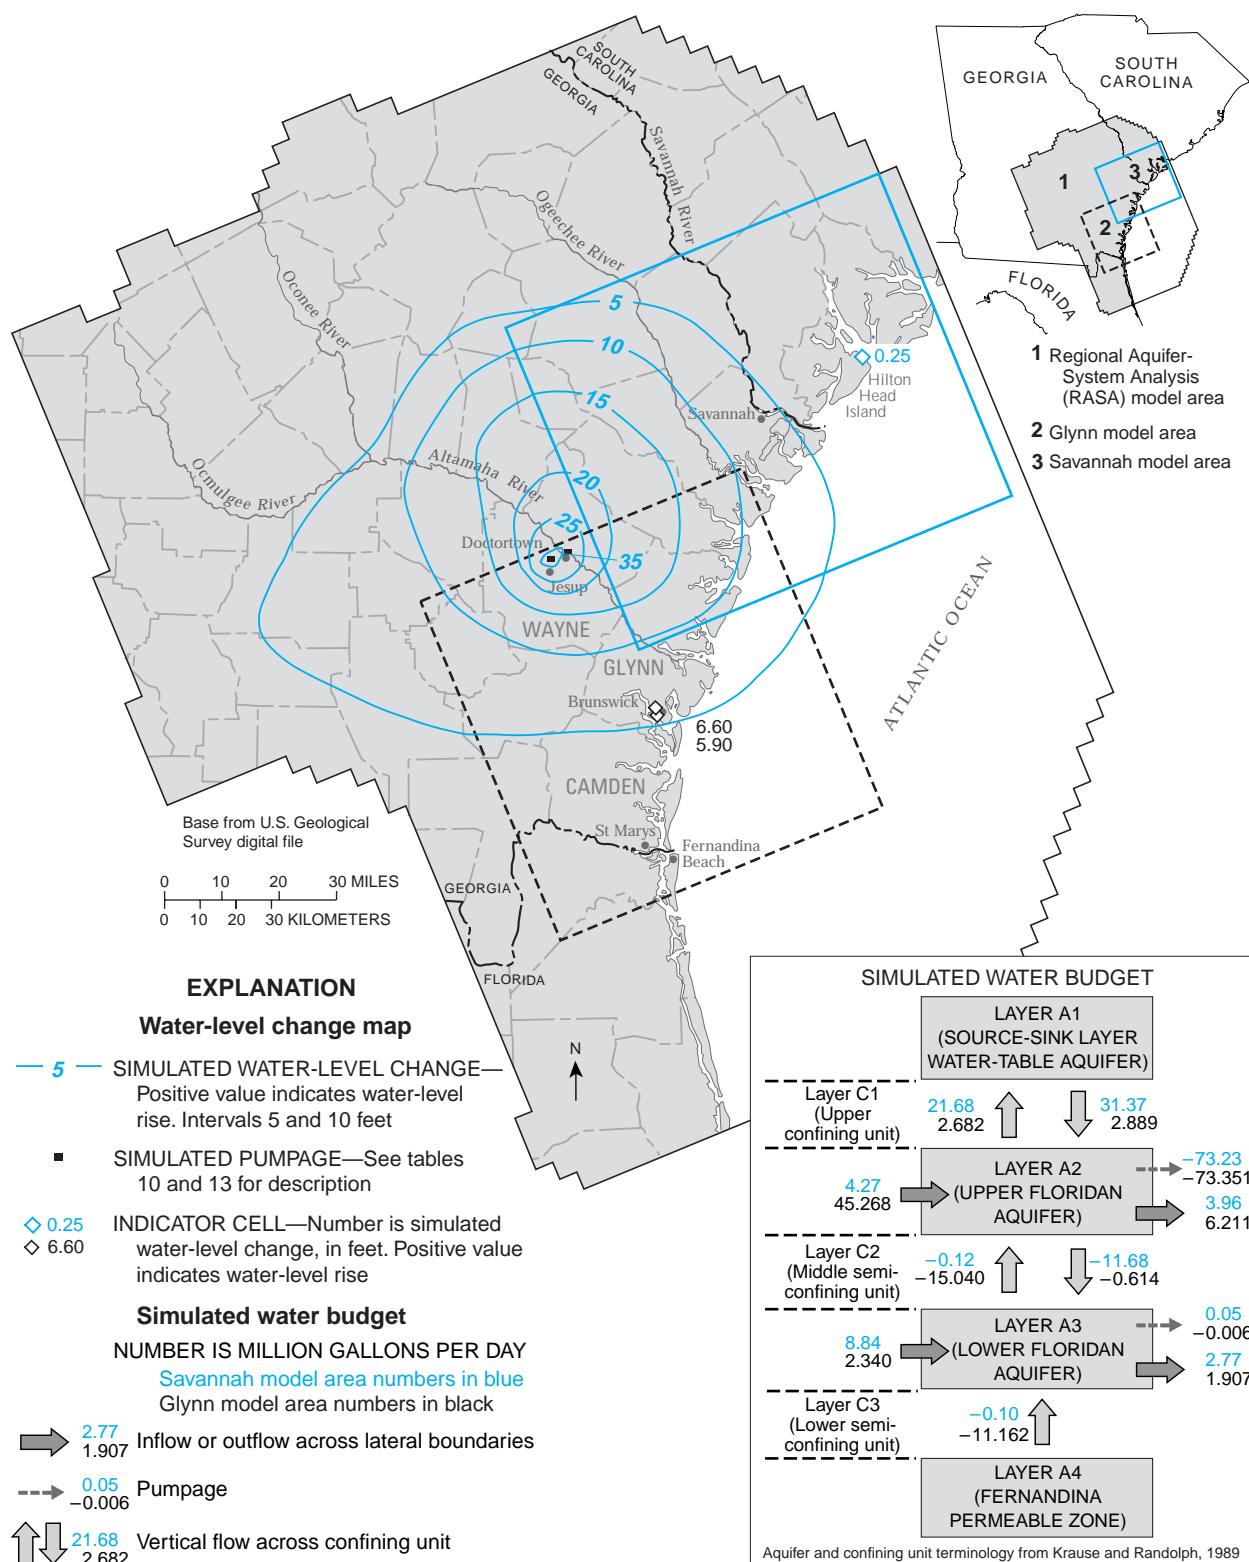 SOUTH
CAROLINA
GEORGIA
Savannah River
Ogeechee River
Oconee River
Ocmulgee River
Altamaha River
5
10
15
20
25
35
0.25
Hilton
Head
Island
Savannah
Doctortown
Jesup
WAYNE
GLYNN
Brunswick
6.60
5.90
CAMDEN
St Marys
Fernandina
Beach
GEORGIA
FLORIDA
ATLANTIC OCEAN
N
Base from U.S. Geological
Survey digital file
0 10 20 30 MILES
0 10 20 30 KILOMETERS
GEORGIA
SOUTH
CAROLINA
FLORIDA
1
2
3
1 Regional Aquifer-
System Analysis
(RASA) model area
2 Glynn model area
3 Savannah model area
EXPLANATION
Water-level change map
5 SIMULATED WATER-LEVEL CHANGE—
Positive value indicates water-level
rise. Intervals 5 and 10 feet
SIMULATED PUMPAGE—See tables
10 and 13 for description
0.25 INDICATOR CELL—Number is simulated
6.60 water-level change, in feet. Positive value
indicates water-level rise
Simulated water budget
NUMBER IS MILLION GALLONS PER DAY
Savannah model area numbers in blue
Glynn model area numbers in black
2.77
1.907
Inflow or outflow across lateral boundaries
0.05
−0.006
Pumpage
21.68
2.682
Vertical flow across confining unit
SIMULATED WATER BUDGET
LAYER A1
(SOURCE-SINK LAYER
WATER-TABLE AQUIFER)
Layer C1
(Upper
confining unit)
21.68
2.682
31.37
2.889
LAYER A2
(UPPER FLORIDAN
AQUIFER)
4.27
45.268
−73.23
−73.351
3.96
6.211
Layer C2
(Middle semi-
confining unit)
−0.12
−15.040
−11.68
−0.614
LAYER A3
(LOWER FLORIDAN
AQUIFER)
8.84
2.340
0.05
−0.006
2.77
1.907
Layer C3
(Lower semi-
confining unit)
−0.10
−11.162
LAYER A4
(FERNANDINA
PERMEABLE ZONE)
Aquifer and confining unit terminology from Krause and Randolph, 1989